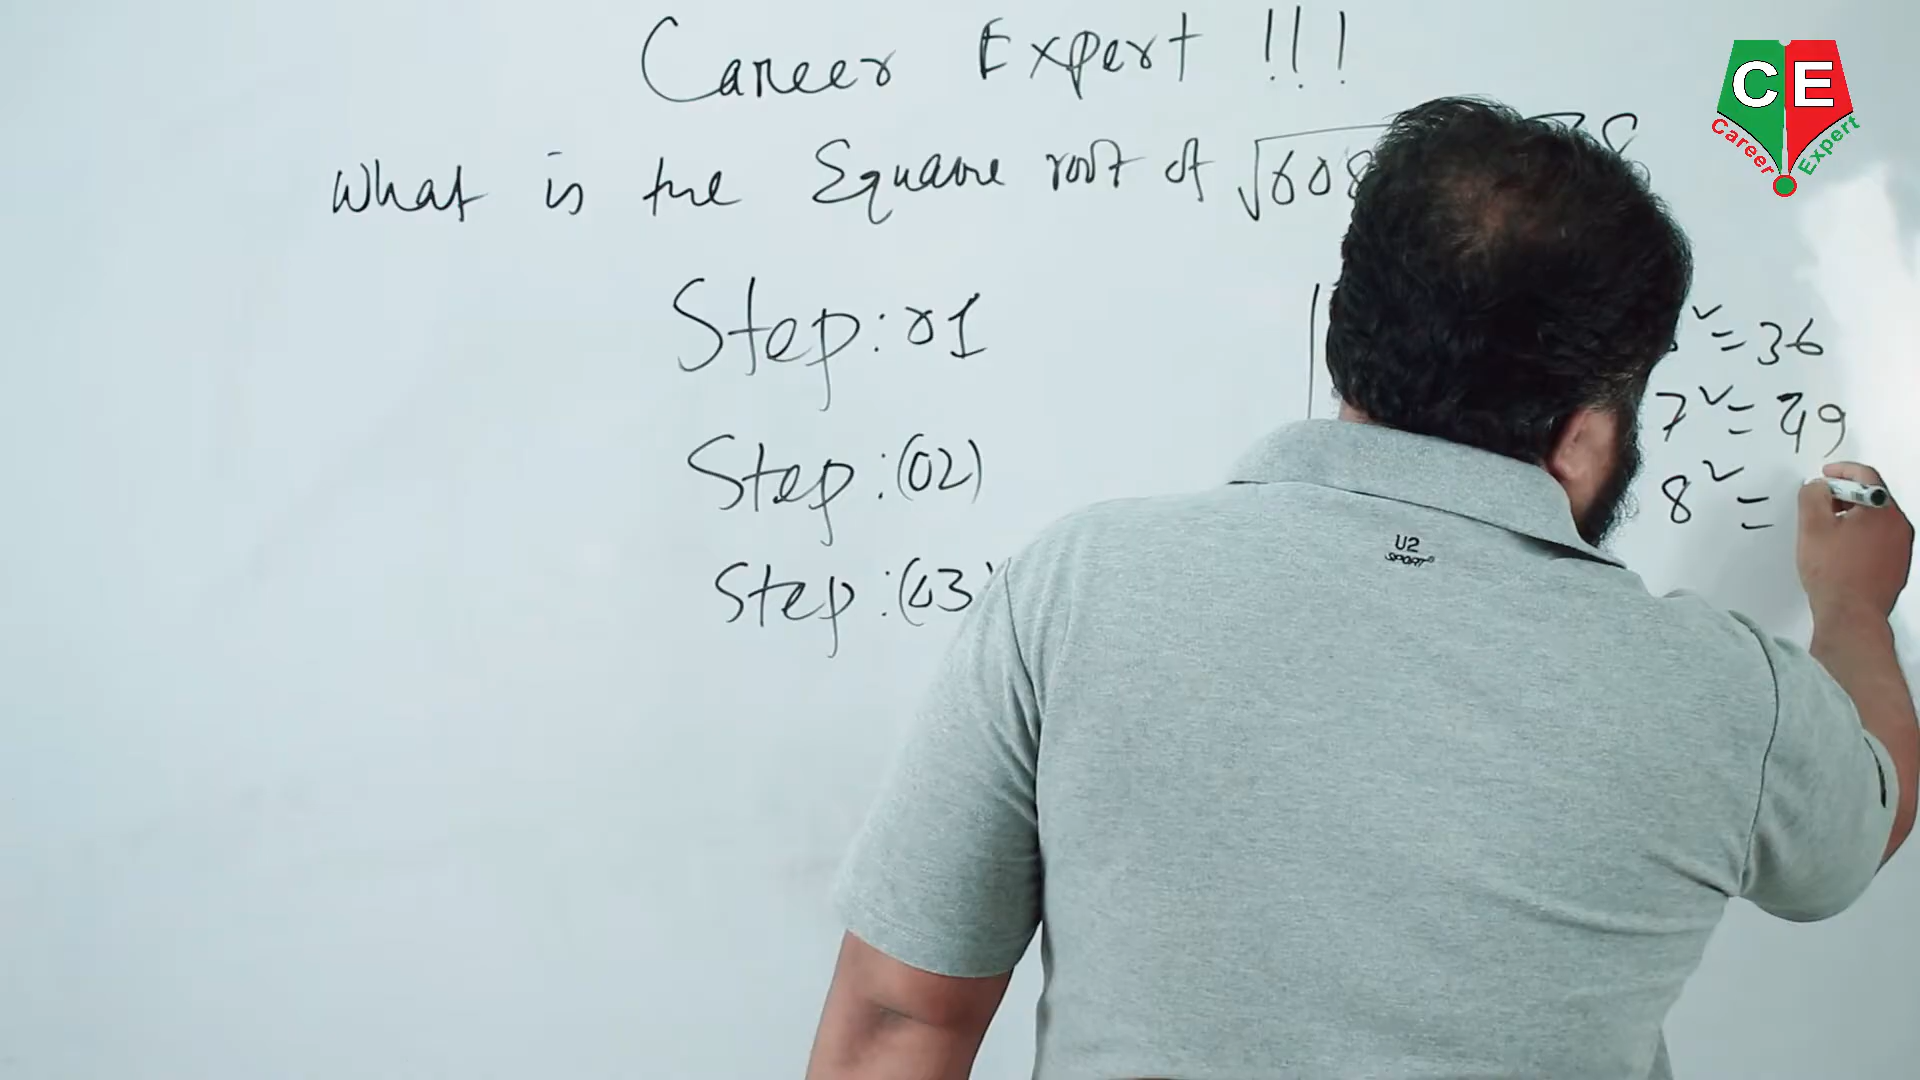 Career Expert !!!
What is the Square root of √608
Step: 01
Step: (02)
Step: (03
² = 36
7² = 49
8² =
U2
SPORT
CE
Career Expert